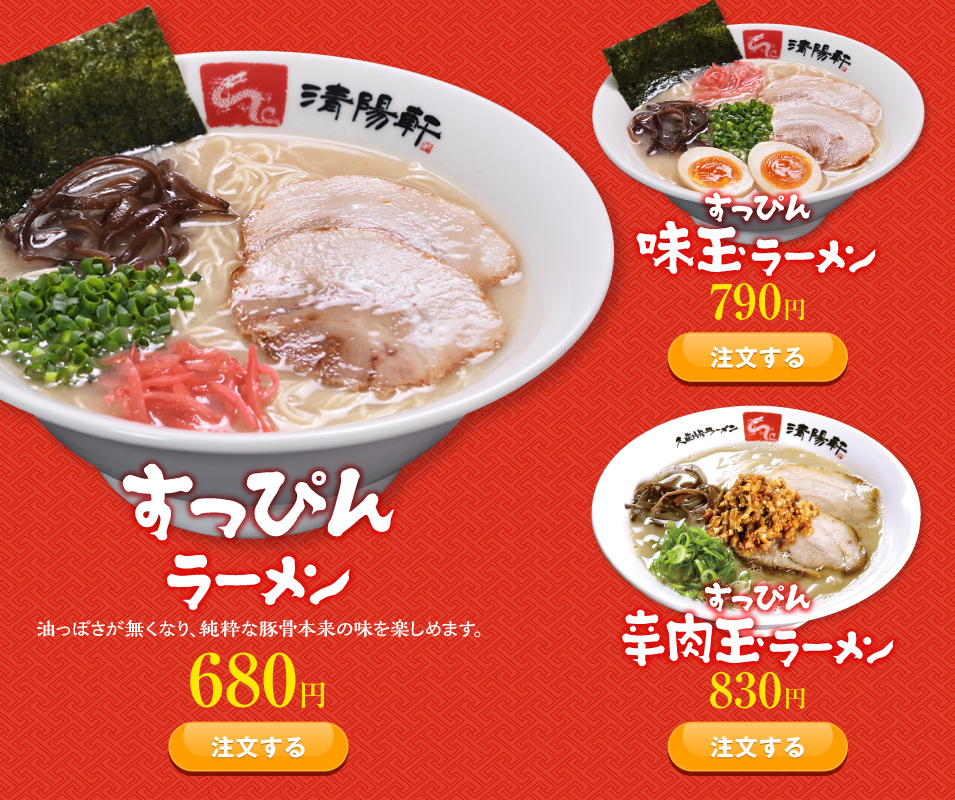 清陽軒
すっぴん
ラーメン
油っぽさが無くなり、純粋な豚骨本来の味を楽しめます。
680円
注文する
清陽軒
すっぴん
味玉ラーメン
790円
注文する
久留米ラーメン 清陽軒
すっぴん
辛肉玉ラーメン
830円
注文する